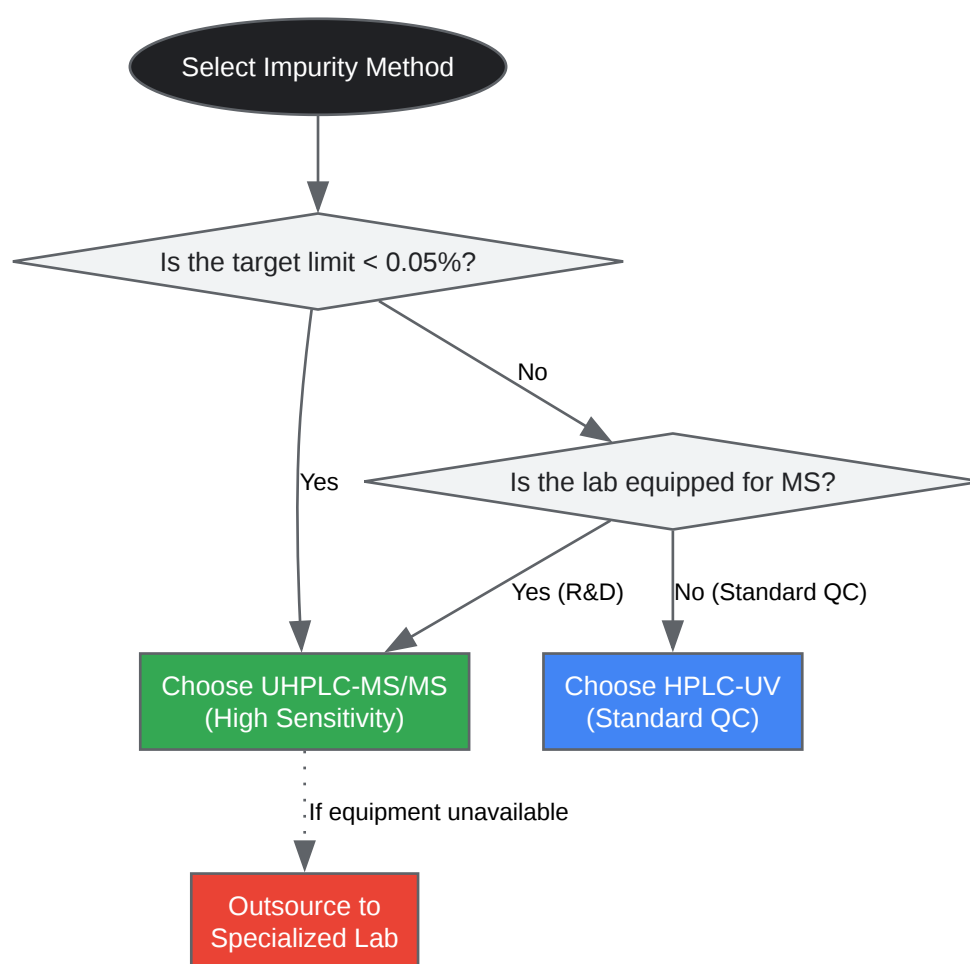 Select Impurity Method
Is the target limit < 0.05%?
No
Yes
Is the lab equipped for MS?
Yes (R&D)
No (Standard QC)
Choose UHPLC-MS/MS
(High Sensitivity)
Choose HPLC-UV
(Standard QC)
If equipment unavailable
Outsource to
Specialized Lab